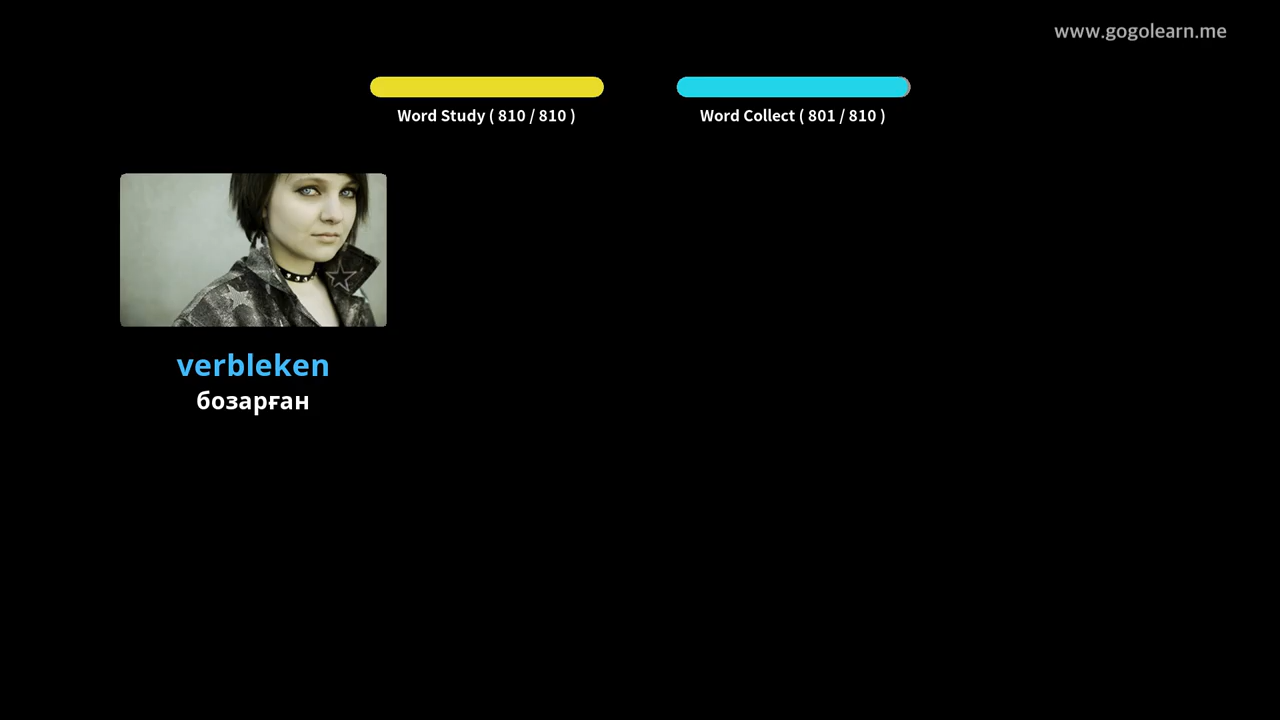 www.gogolearn.me
Word Study ( 810 / 810 )
Word Collect ( 801 / 810 )
verbleken
бозарған